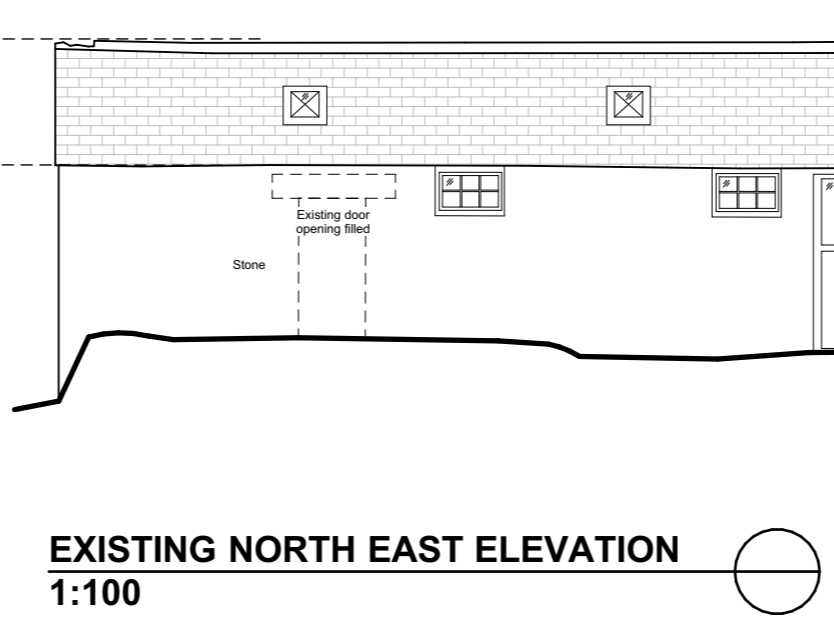 Existing door
opening filled
Stone
EXISTING NORTH EAST ELEVATION
1:100